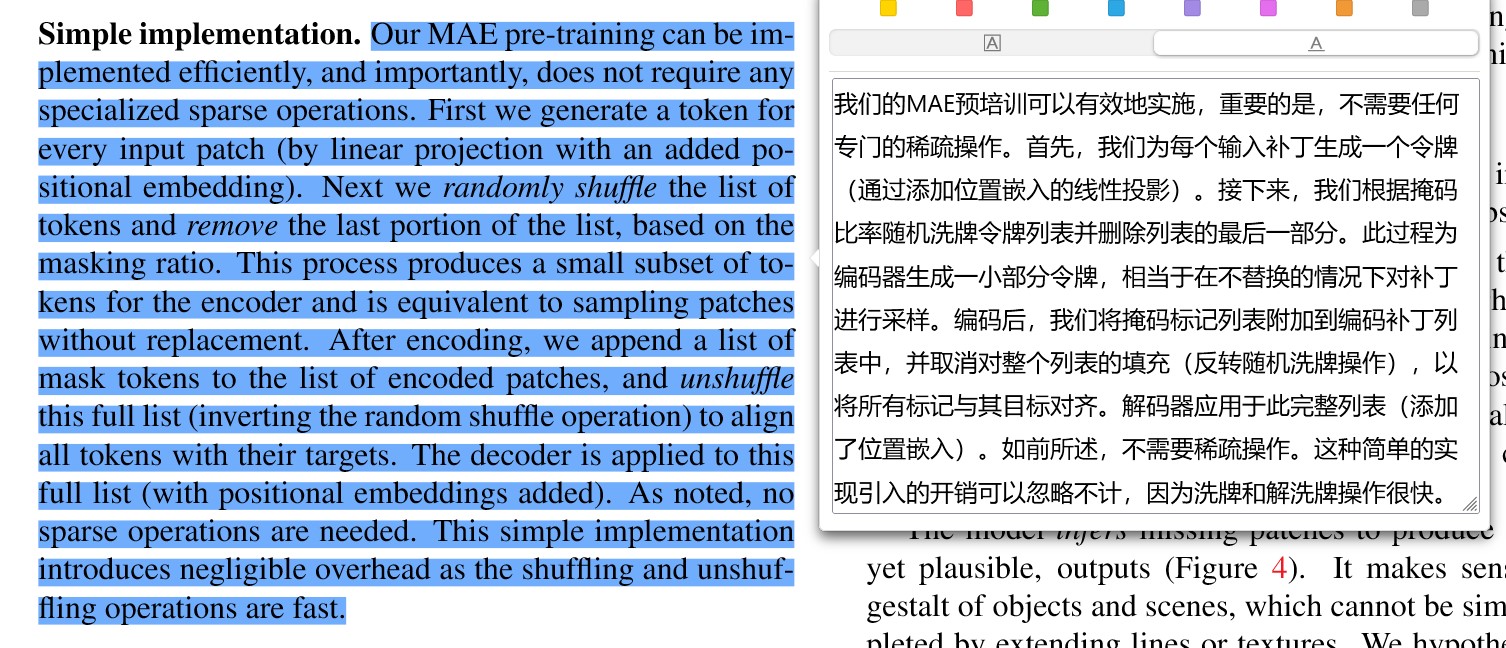 Simple implementation. Our MAE pre-training can be im-
plemented efficiently, and importantly, does not require any
specialized sparse operations. First we generate a token for
every input patch (by linear projection with an added po-
sitional embedding). Next we randomly shuffle the list of
tokens and remove the last portion of the list, based on the
masking ratio. This process produces a small subset of to-
kens for the encoder and is equivalent to sampling patches
without replacement. After encoding, we append a list of
mask tokens to the list of encoded patches, and unshuffle
this full list (inverting the random shuffle operation) to align
all tokens with their targets. The decoder is applied to this
full list (with positional embeddings added). As noted, no
sparse operations are needed. This simple implementation
introduces negligible overhead as the shuffling and unshuf-
fling operations are fast.
A
A
我们的MAE预培训可以有效地实施，重要的是，不需要任何
专门的稀疏操作。首先，我们为每个输入补丁生成一个令牌
（通过添加位置嵌入的线性投影）。接下来，我们根据掩码
比率随机洗牌令牌列表并删除列表的最后一部分。此过程为
编码器生成一小部分令牌，相当于在不替换的情况下对补丁
进行采样。编码后，我们将掩码标记列表附加到编码补丁列
表中，并取消对整个列表的填充（反转随机洗牌操作），以
将所有标记与其目标对齐。解码器应用于此完整列表（添加
了位置嵌入）。如前所述，不需要稀疏操作。这种简单的实
现引入的开销可以忽略不计，因为洗牌和解洗牌操作很快。
The model infers missing patches to produce
yet plausible, outputs (Figure 4). It makes sens
gestalt of objects and scenes, which cannot be sim
pleted by extending lines or textures. We hypothe